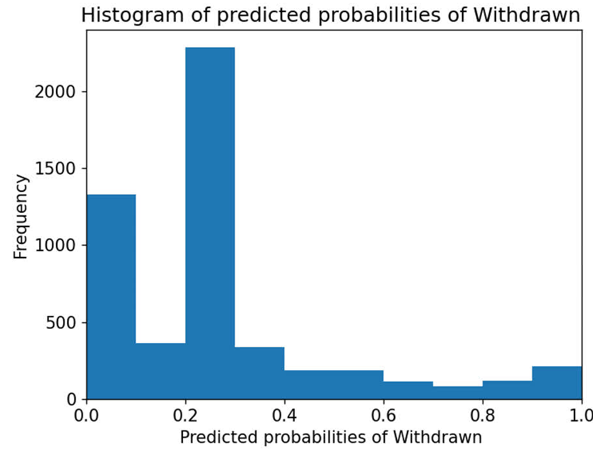 Histogram of predicted probabilities of Withdrawn
Frequency
2000
1500
1000
500
0
0.0 0.2 0.4 0.6 0.8 1.0
Predicted probabilities of Withdrawn